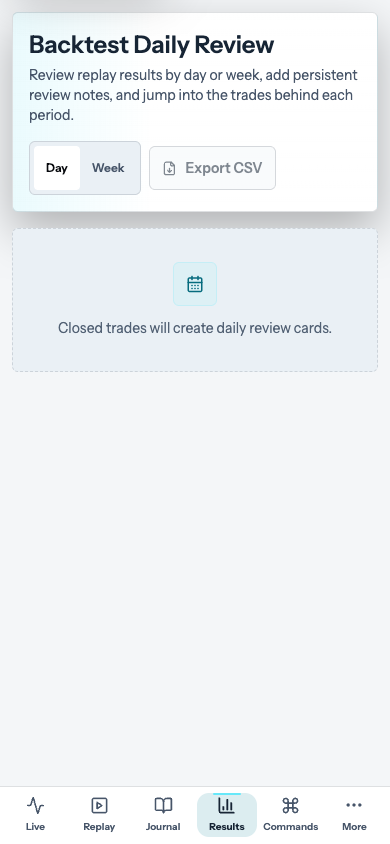 Backtest Daily Review
Review replay results by day or week, add persistent
review notes, and jump into the trades behind each
period.
Day
Week
Export CSV
Closed trades will create daily review cards.
Live
Replay
Journal
Results
Commands
More